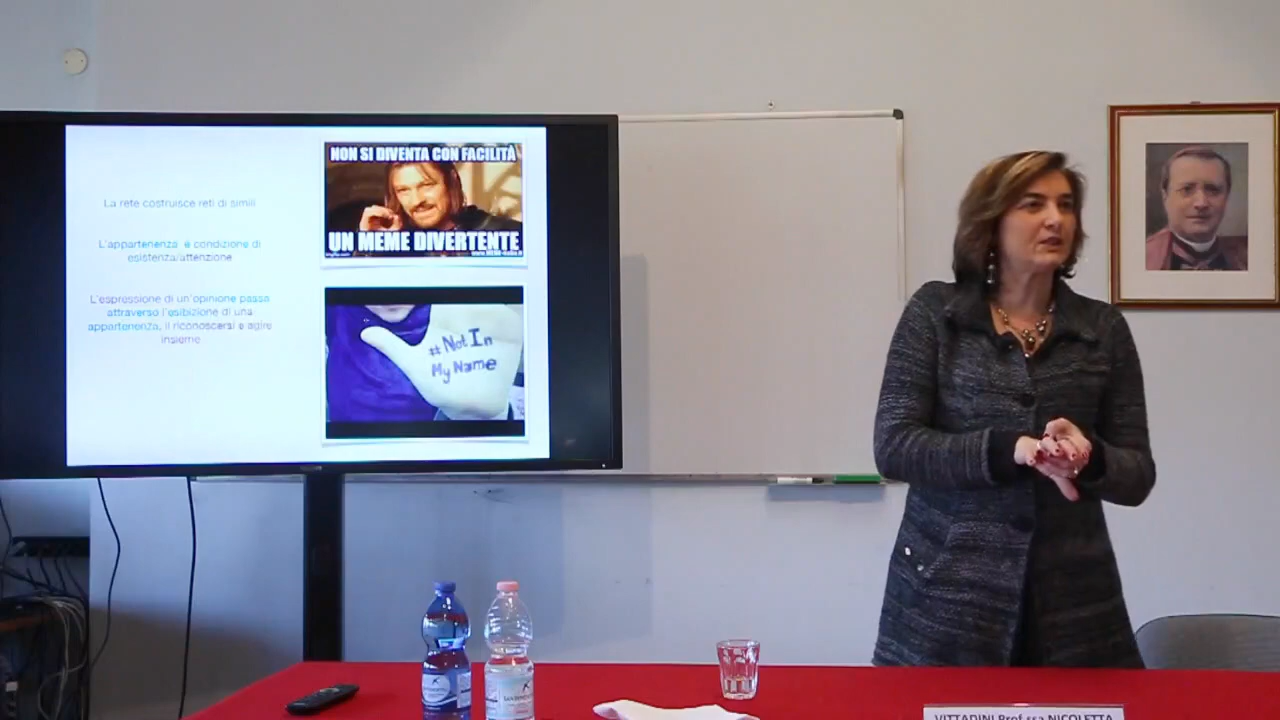 La rete costruisce reti di simili
L'appartenenza è condizione di
esistenza/attenzione
L'espressione di un'opinione passa
attraverso l'esibizione di una
appartenenza, il riconoscersi e agire
insieme
NON SI DIVENTA CON FACILITÀ
UN MEME DIVERTENTE
#NotIn
My Name
VITTADINI Prof.ssa NICOLETTA